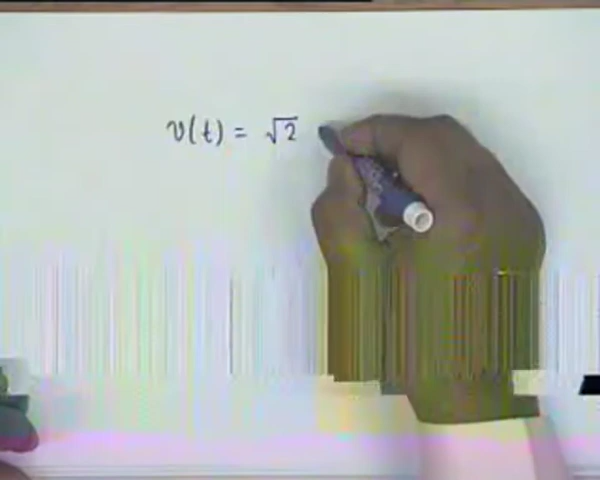 v(t) = √2